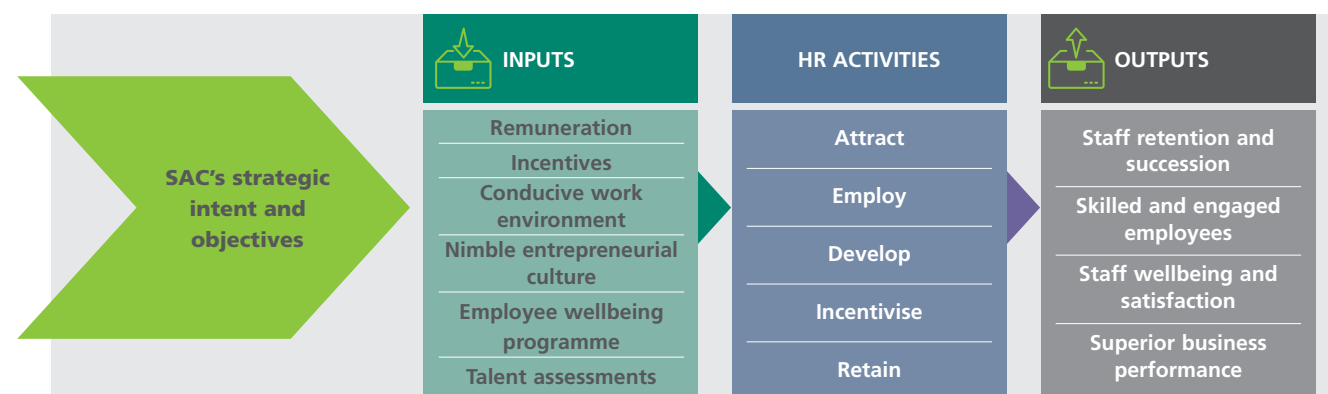 SAC's strategic
intent and
objectives
INPUTS
Remuneration
Incentives
Conducive work
environment
Nimble entrepreneurial
culture
Employee wellbeing
programme
Talent assessments
HR ACTIVITIES
Attract
Employ
Develop
Incentivise
Retain
OUTPUTS
Staff retention and
succession
Skilled and engaged
employees
Staff wellbeing and
satisfaction
Superior business
performance